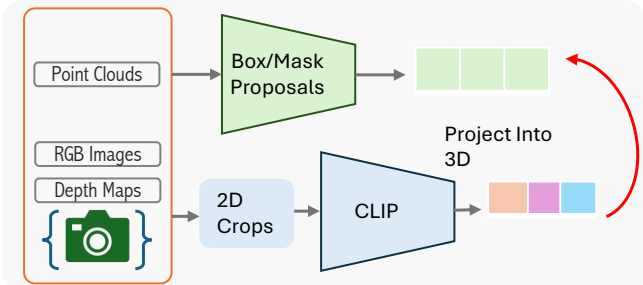 Point Clouds
Box/Mask
Proposals
RGB Images
Depth Maps
2D
Crops
CLIP
Project Into
3D